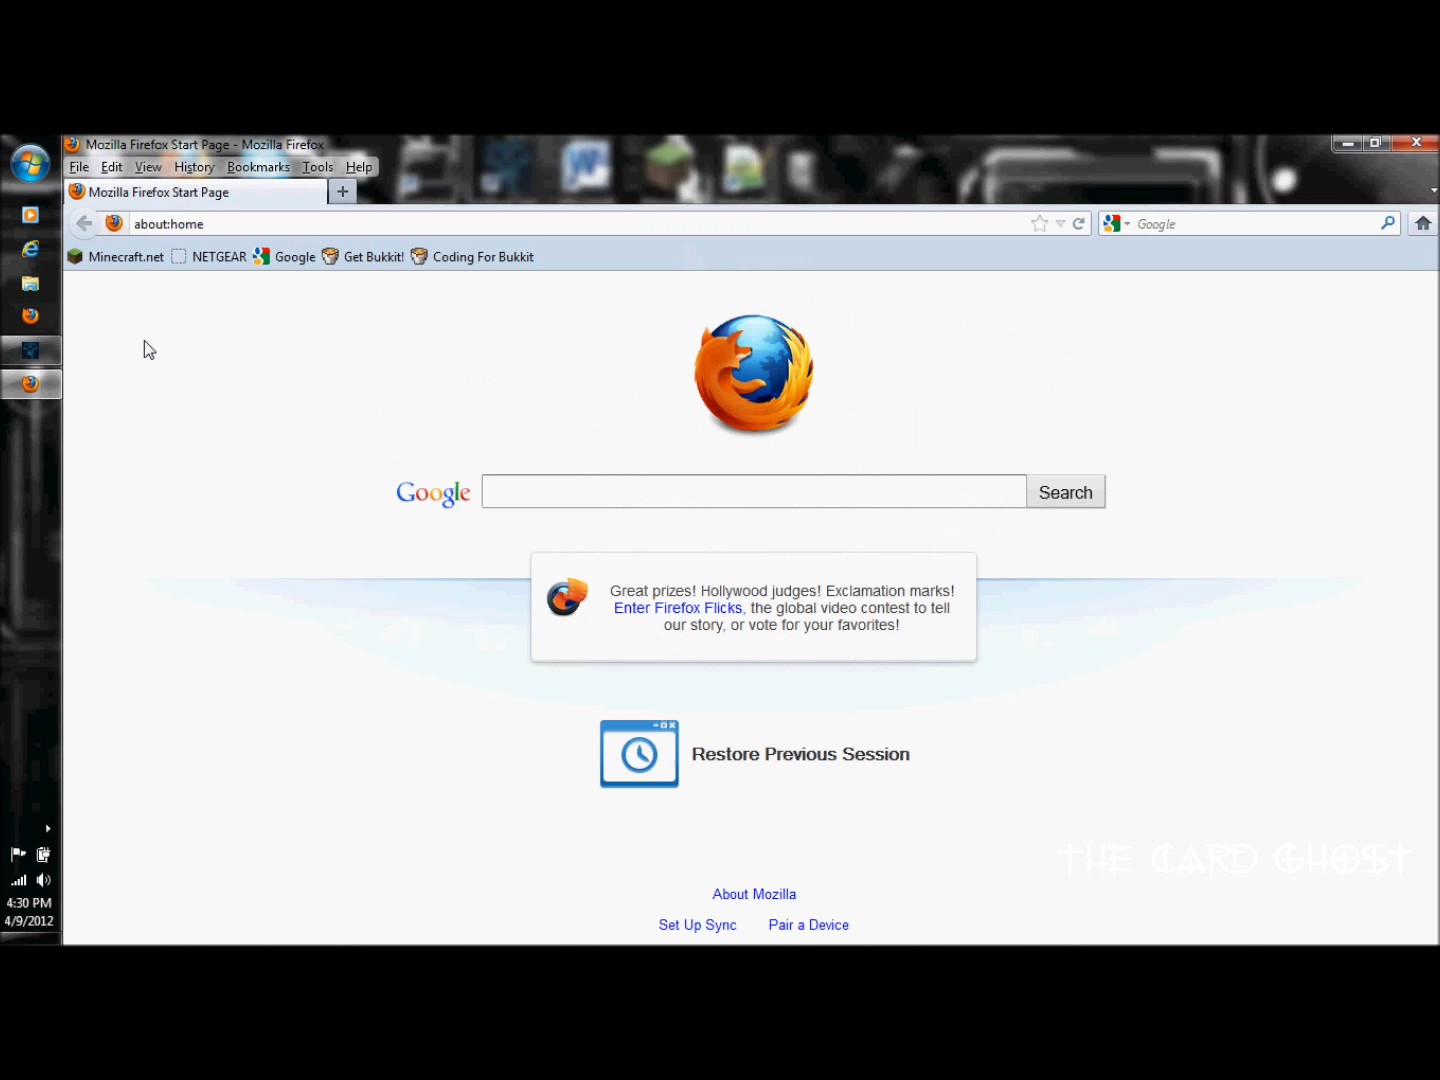 Mozilla Firefox Start Page - Mozilla Firefox
File Edit View History Bookmarks Tools Help
Mozilla Firefox Start Page +
about:home Google
Minecraft.net NETGEAR Google Get Bukkit! Coding For Bukkit
Google Search
Great prizes! Hollywood judges! Exclamation marks!
Enter Firefox Flicks, the global video contest to tell
our story, or vote for your favorites!
Restore Previous Session
THE CARD GHOST
About Mozilla
Set Up Sync Pair a Device
4:30 PM
4/9/2012